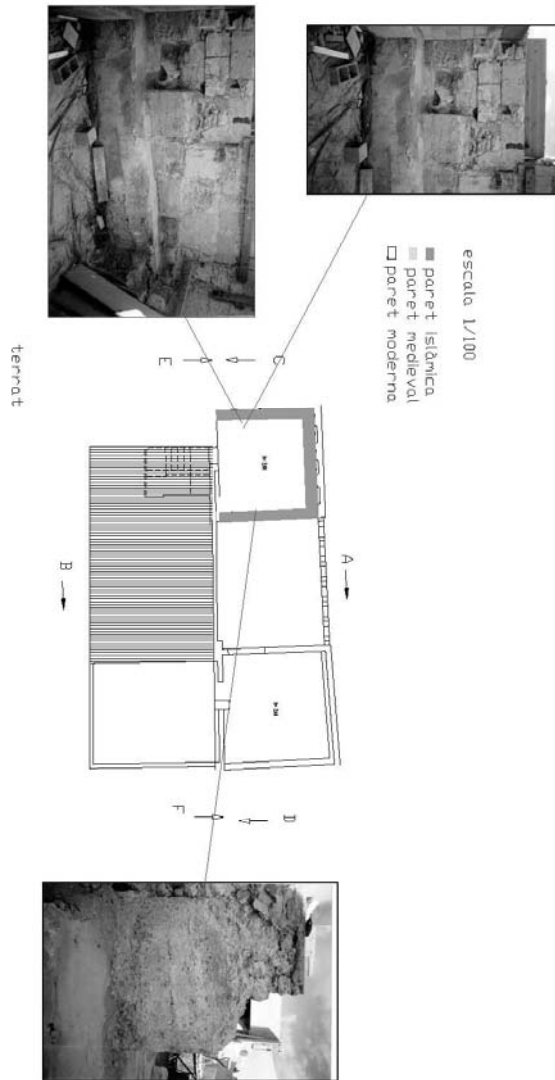 escala 1/100
paret islàmica
paret medieval
paret moderna
C
E
A
B
D
F
terrat